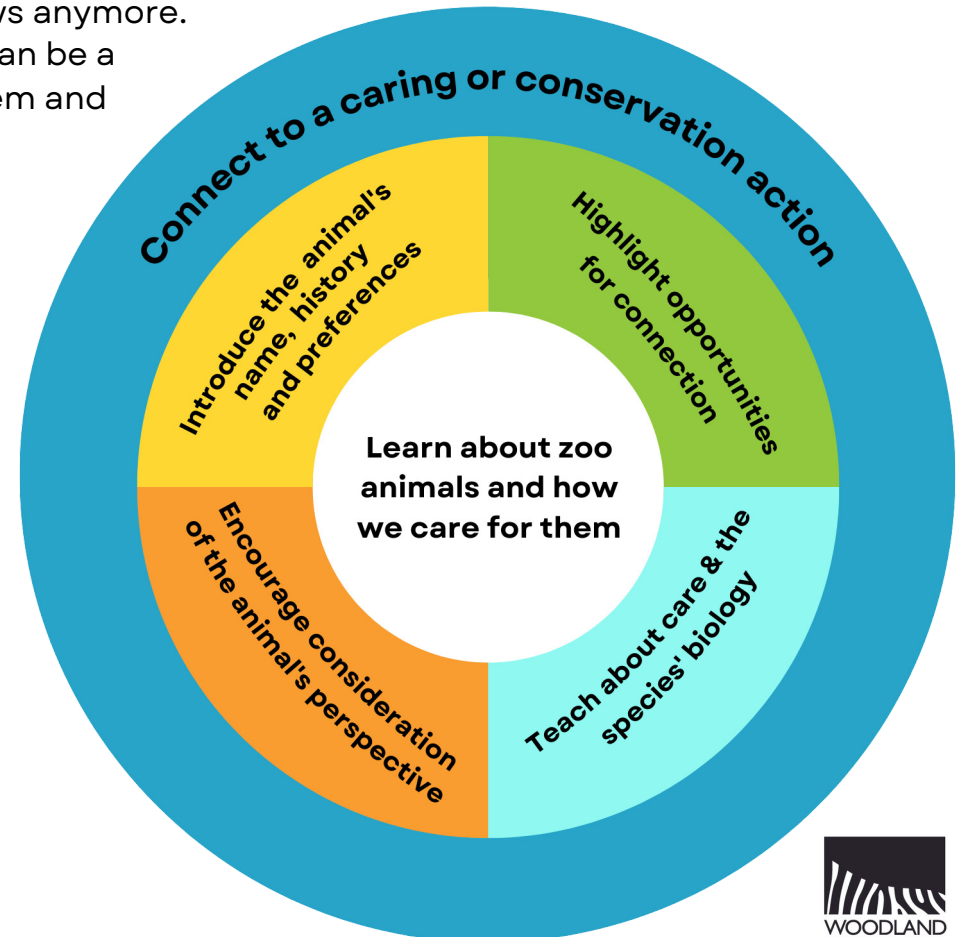 ws anymore.
an be a
em and
Connect to a caring or conservation action
Introduce the animal's
name, history
and preferences
Highlight opportunities
for connection
Learn about zoo
animals and how
we care for them
Encourage consideration
of the animal's perspective
Teach about care & the
species' biology
WOODLAND